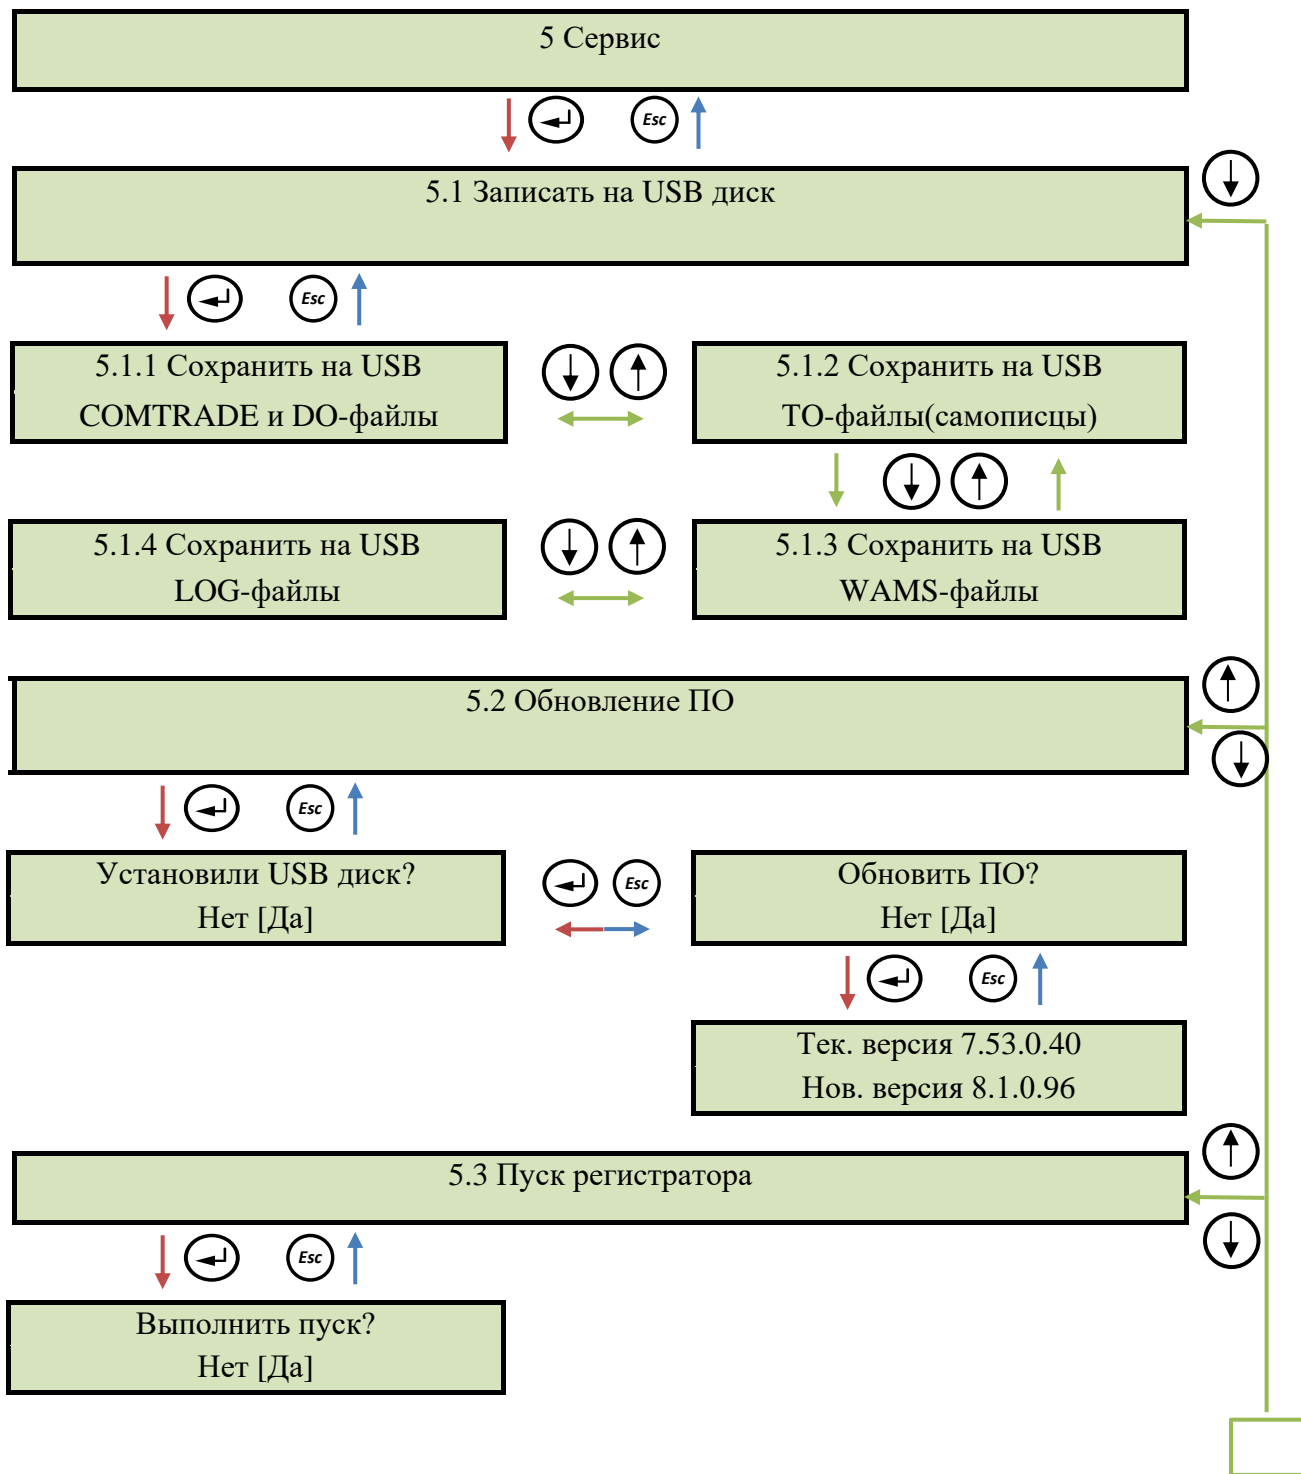 5 Сервис
Esc
5.1 Записать на USB диск
Esc
5.1.1 Сохранить на USB
COMTRADE и DO-файлы
5.1.2 Сохранить на USB
TO-файлы(самописцы)
5.1.4 Сохранить на USB
LOG-файлы
5.1.3 Сохранить на USB
WAMS-файлы
5.2 Обновление ПО
Esc
Установили USB диск?
Нет [Да]
Esc
Обновить ПО?
Нет [Да]
Esc
Тек. версия 7.53.0.40
Нов. версия 8.1.0.96
5.3 Пуск регистратора
Esc
Выполнить пуск?
Нет [Да]